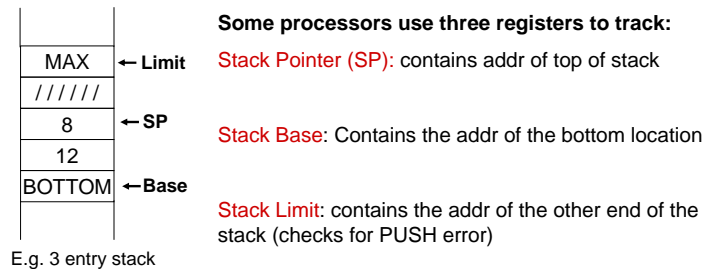 Some processors use three registers to track:
MAX ← Limit
Stack Pointer (SP): contains addr of top of stack
//////
8 ← SP
Stack Base: Contains the addr of the bottom location
12
BOTTOM ← Base
Stack Limit: contains the addr of the other end of the
stack (checks for PUSH error)
E.g. 3 entry stack